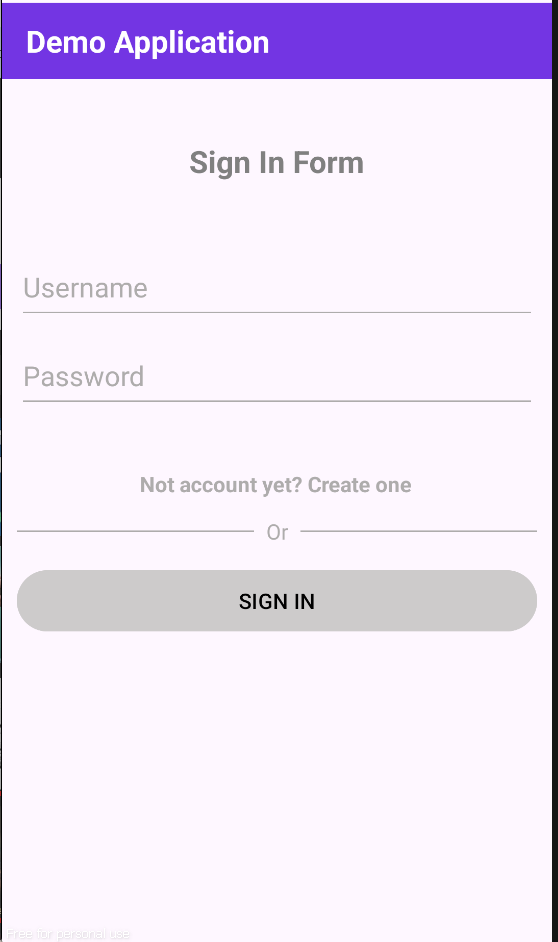 Demo Application
Sign In Form
Username
Password
Not account yet? Create one
Or
SIGN IN
Free for personal use